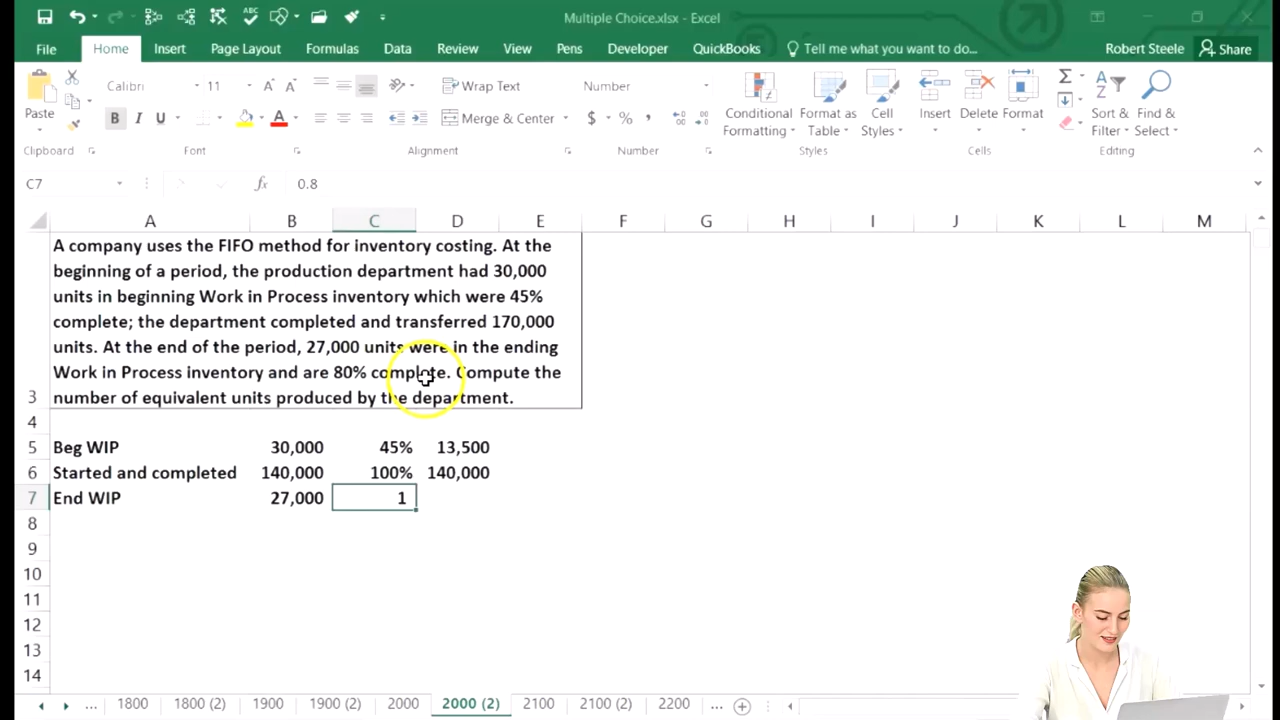 Multiple Choice.xlsx - Excel
File Home Insert Page Layout Formulas Data Review View Pens Developer QuickBooks Tell me what you want to do... Robert Steele Share
Calibri 11 Wrap Text Number Σ
Paste B I U A Merge & Center $ % , Conditional Formatting Format as Table Cell Styles Insert Delete Format Sort & Filter Find & Select
Clipboard Font Alignment Number Styles Cells Editing
C7 fx 0.8
A B C D E F G H I J K L M
A company uses the FIFO method for inventory costing. At the
beginning of a period, the production department had 30,000
units in beginning Work in Process inventory which were 45%
complete; the department completed and transferred 170,000
units. At the end of the period, 27,000 units were in the ending
Work in Process inventory and are 80% complete. Compute the
3 number of equivalent units produced by the department.
4
5 Beg WIP 30,000 45% 13,500
6 Started and completed 140,000 100% 140,000
7 End WIP 27,000 1
8
9
10
11
12
13
14
... 1800 1800 (2) 1900 1900 (2) 2000 2000 (2) 2100 2100 (2) 2200 ...